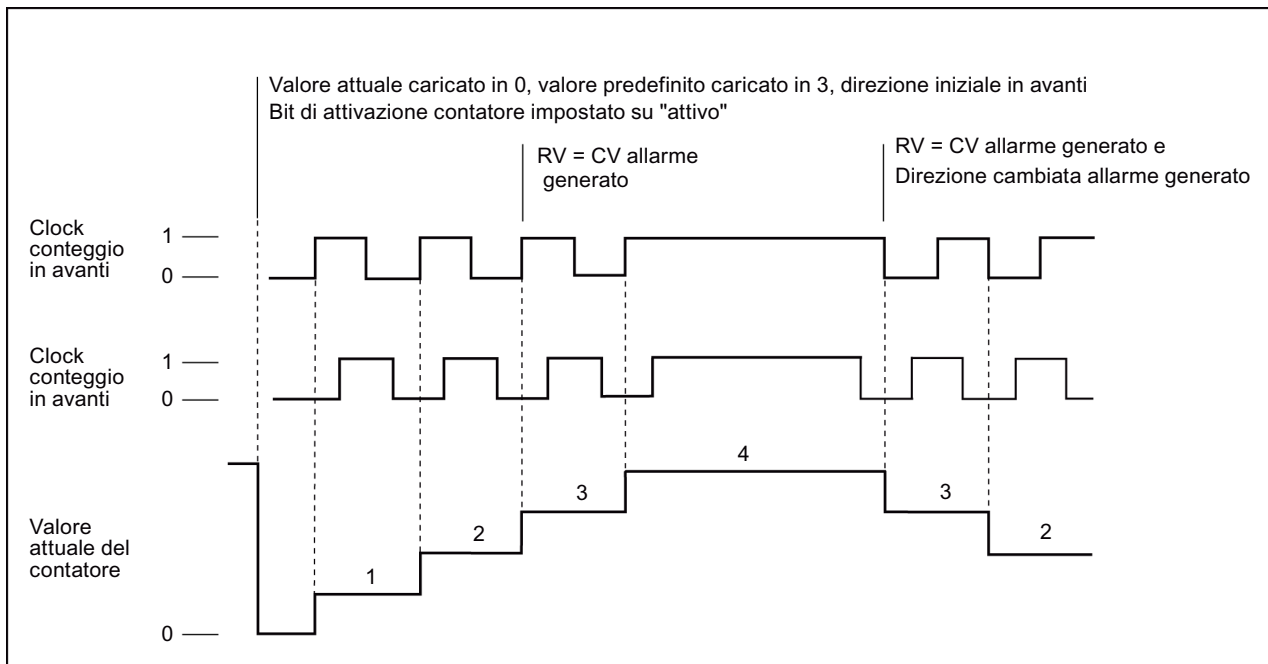 Valore attuale caricato in 0, valore predefinito caricato in 3, direzione iniziale in avanti
Bit di attivazione contatore impostato su "attivo"
RV = CV allarme
generato
RV = CV allarme generato e
Direzione cambiata allarme generato
Clock
conteggio
in avanti
1
0
Clock
conteggio
in avanti
1
0
Valore
attuale del
contatore
0
1
2
3
4
3
2